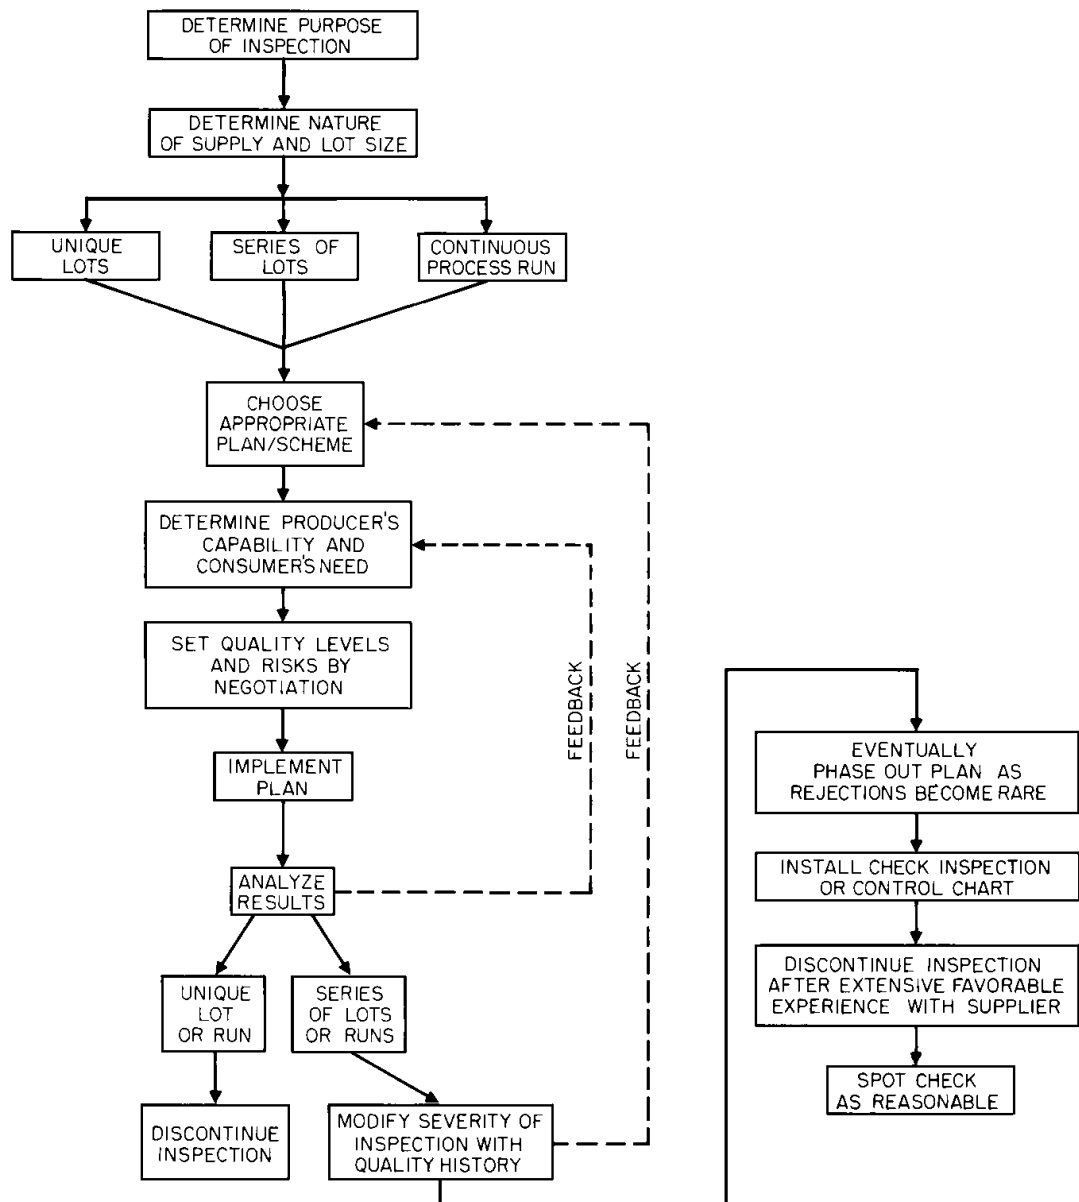 DETERMINE PURPOSE
OF INSPECTION
DETERMINE NATURE
OF SUPPLY AND LOT SIZE
UNIQUE
LOTS
SERIES OF
LOTS
CONTINUOUS
PROCESS RUN
CHOOSE
APPROPRIATE
PLAN/SCHEME
DETERMINE PRODUCER'S
CAPABILITY AND
CONSUMER'S NEED
SET QUALITY LEVELS
AND RISKS BY
NEGOTIATION
IMPLEMENT
PLAN
ANALYZE
RESULTS
FEEDBACK
FEEDBACK
UNIQUE
LOT
OR RUN
SERIES
OF LOTS
OR RUNS
DISCONTINUE
INSPECTION
MODIFY SEVERITY OF
INSPECTION WITH
QUALITY HISTORY
EVENTUALLY
PHASE OUT PLAN AS
REJECTIONS BECOME RARE
INSTALL CHECK INSPECTION
OR CONTROL CHART
DISCONTINUE INSPECTION
AFTER EXTENSIVE FAVORABLE
EXPERIENCE WITH SUPPLIER
SPOT CHECK
AS REASONABLE